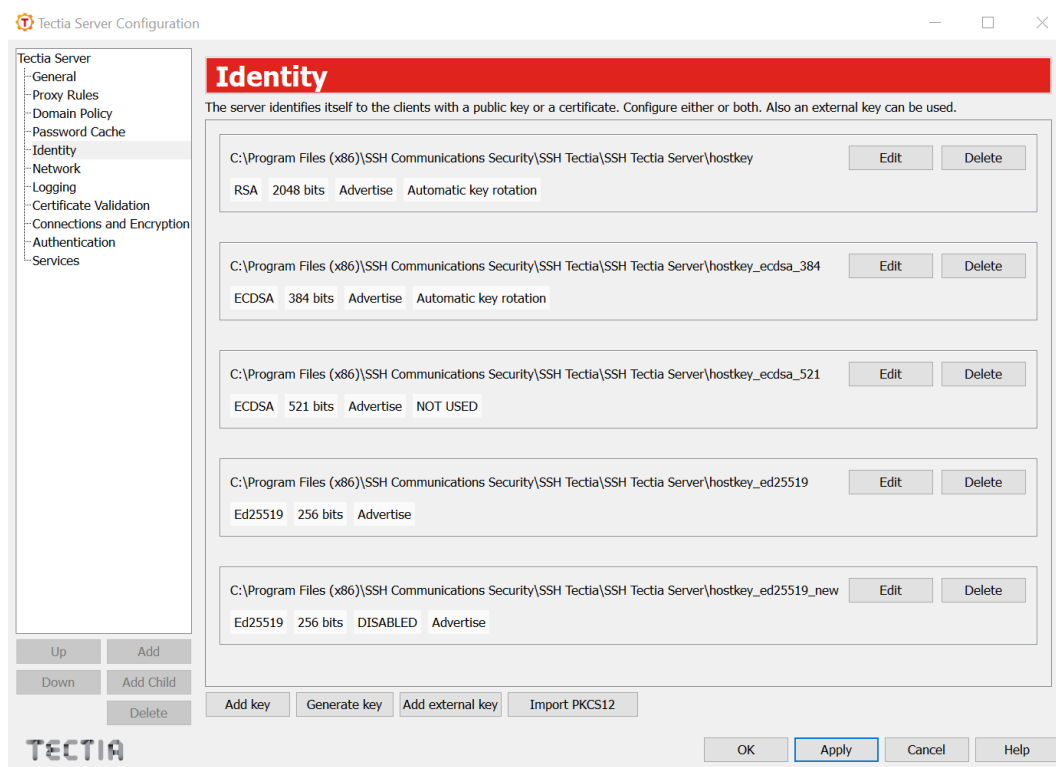 Tectia Server Configuration
Tectia Server
General
Proxy Rules
Domain Policy
Password Cache
Identity
Network
Logging
Certificate Validation
Connections and Encryption
Authentication
Services
Up Add
Down Add Child
Delete
TECTIA
Identity
The server identifies itself to the clients with a public key or a certificate. Configure either or both. Also an external key can be used.
C:\Program Files (x86)\SSH Communications Security\SSH Tectia\SSH Tectia Server\hostkey Edit Delete
RSA 2048 bits Advertise Automatic key rotation
C:\Program Files (x86)\SSH Communications Security\SSH Tectia\SSH Tectia Server\hostkey_ecdsa_384 Edit Delete
ECDSA 384 bits Advertise Automatic key rotation
C:\Program Files (x86)\SSH Communications Security\SSH Tectia\SSH Tectia Server\hostkey_ecdsa_521 Edit Delete
ECDSA 521 bits Advertise NOT USED
C:\Program Files (x86)\SSH Communications Security\SSH Tectia\SSH Tectia Server\hostkey_ed25519 Edit Delete
Ed25519 256 bits Advertise
C:\Program Files (x86)\SSH Communications Security\SSH Tectia\SSH Tectia Server\hostkey_ed25519_new Edit Delete
Ed25519 256 bits DISABLED Advertise
Add key Generate key Add external key Import PKCS12
OK Apply Cancel Help